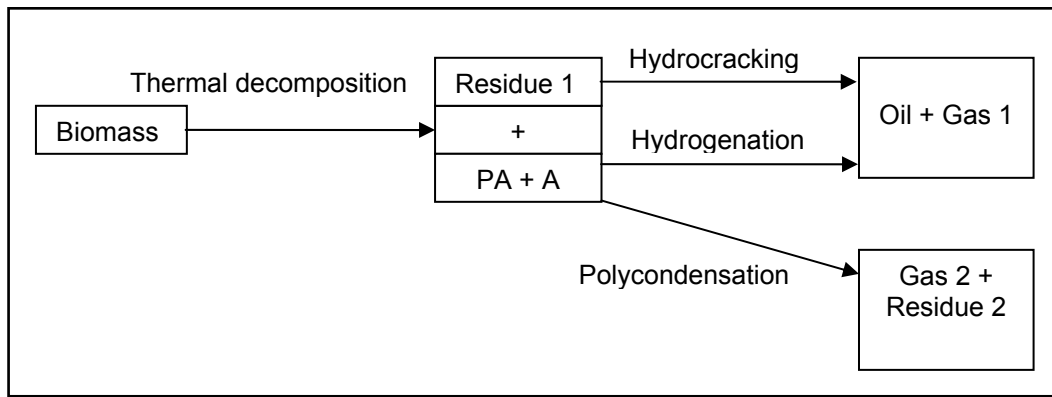 Thermal decomposition
Biomass
Residue 1
+
PA + A
Hydrocracking
Hydrogenation
Polycondensation
Oil + Gas 1
Gas 2 +
Residue 2